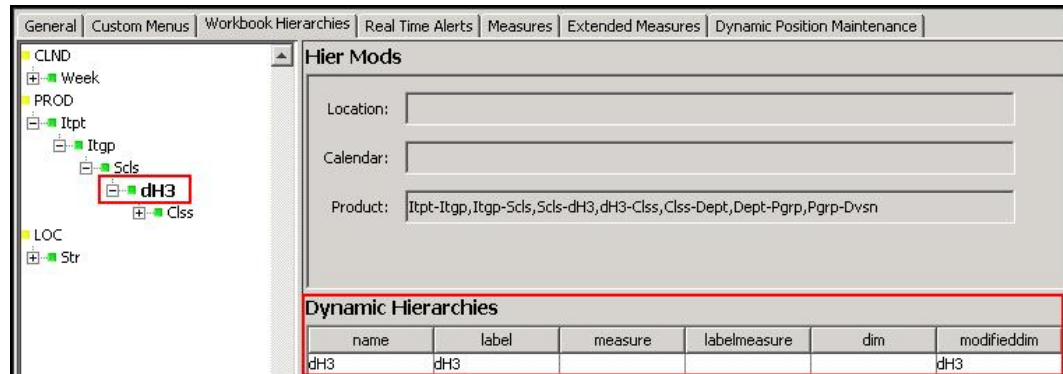 General Custom Menus Workbook Hierarchies Real Time Alerts Measures Extended Measures Dynamic Position Maintenance
CLND
Week
PROD
Itpt
Itgp
Scls
dH3
Clss
LOC
Str
Hier Mods
Location:
Calendar:
Product: Itpt-Itgp,Itgp-Scls,Scls-dH3,dH3-Clss,Clss-Dept,Dept-Pgrp,Pgrp-Dvsn
Dynamic Hierarchies
name label measure labelmeasure dim modifieddim
dH3 dH3 dH3